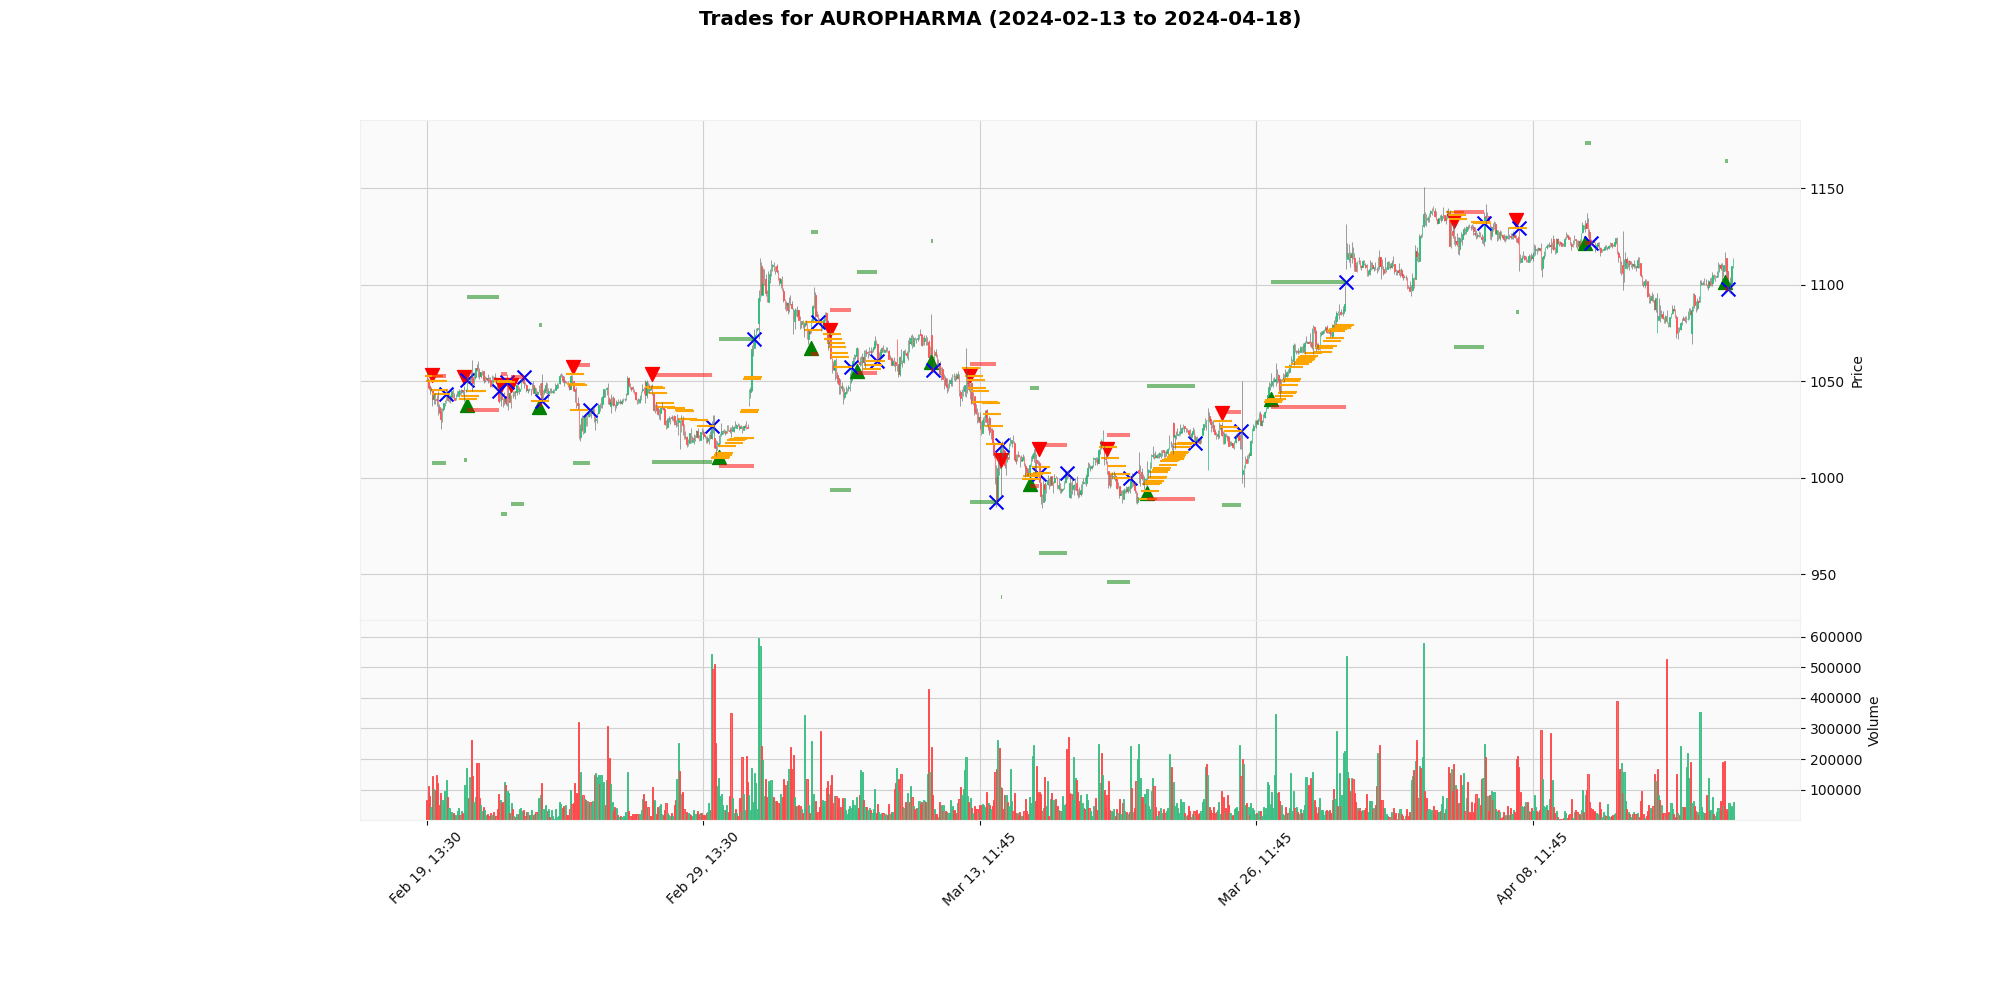 Trades for AUROPHARMA (2024-02-13 to 2024-04-18)
1150
1100
1050
1000
950
Price
600000
500000
400000
300000
200000
100000
Volume
Feb 19, 13:30
Feb 29, 13:30
Mar 13, 11:45
Mar 26, 11:45
Apr 08, 11:45